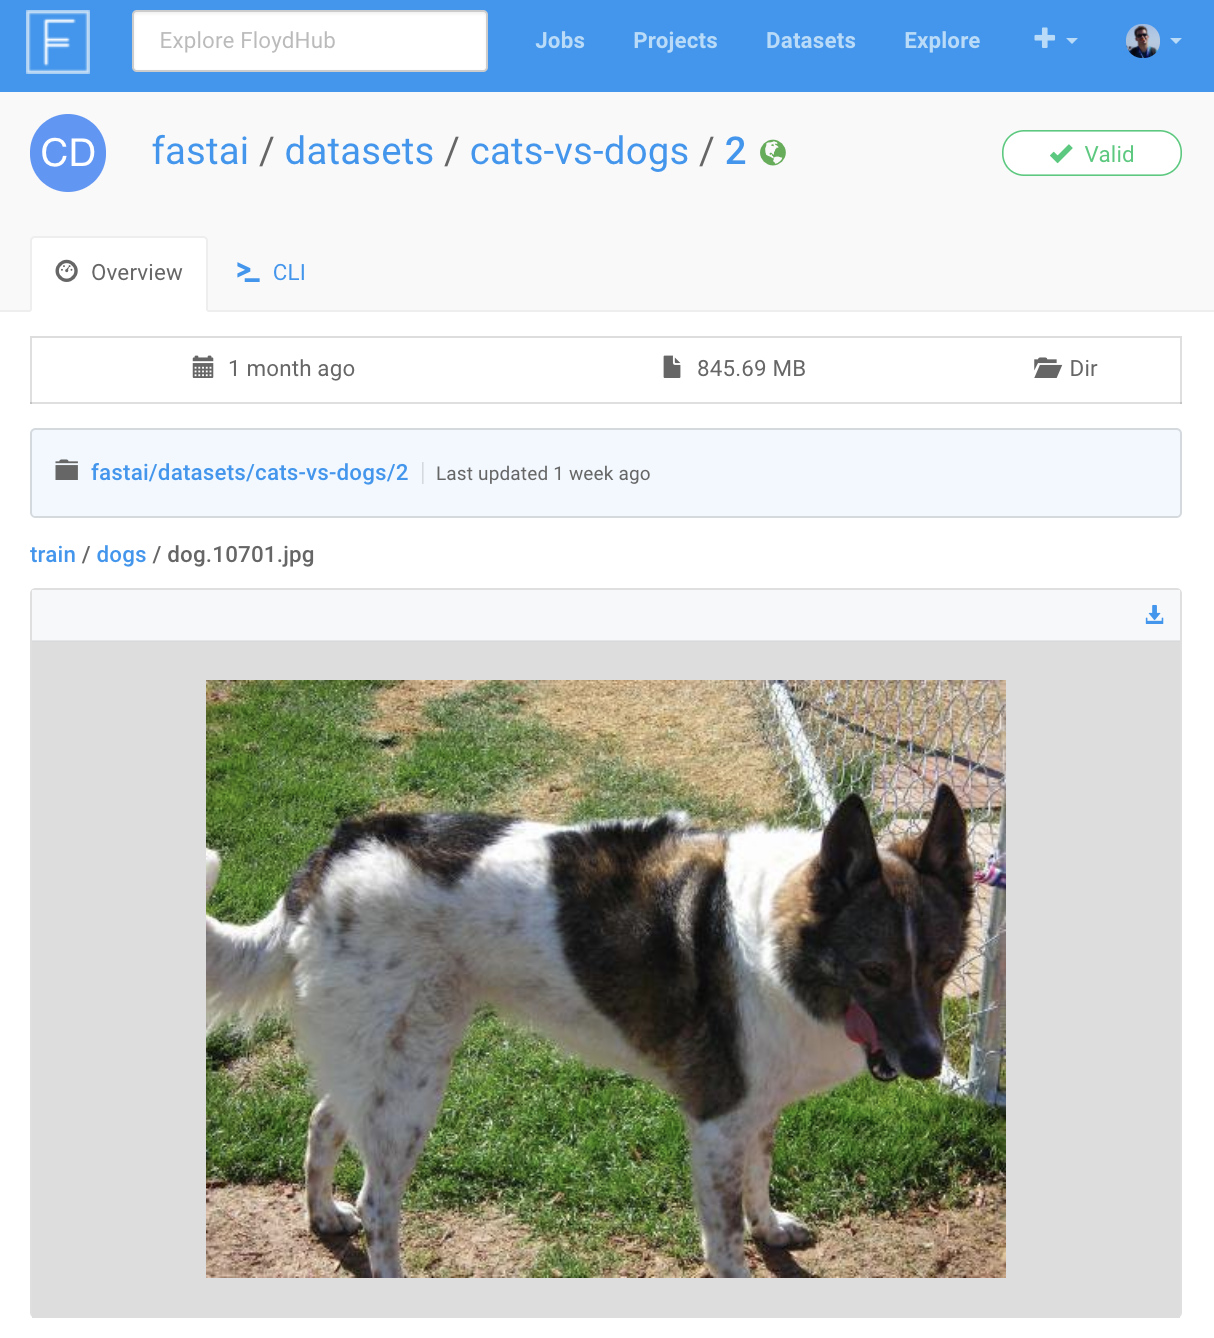 F Explore FloydHub Jobs Projects Datasets Explore
CD fastai / datasets / cats-vs-dogs / 2 Valid
Overview CLI
1 month ago 845.69 MB Dir
fastai/datasets/cats-vs-dogs/2 Last updated 1 week ago
train / dogs / dog.10701.jpg